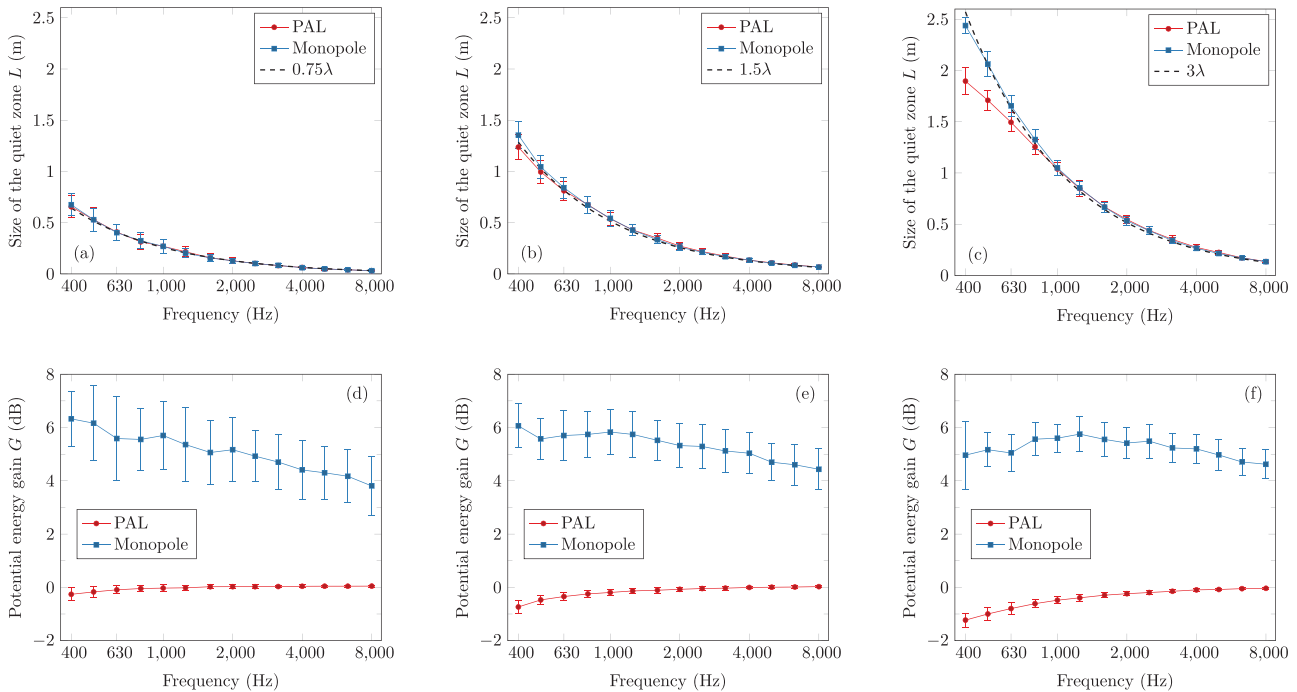 Size of the quiet zone L (m)
2.5
2
1.5
1
0.5
0
PAL
Monopole
0.75λ
(a)
400 630 1,000 2,000 4,000 8,000
Frequency (Hz)
Size of the quiet zone L (m)
2.5
2
1.5
1
0.5
0
PAL
Monopole
1.5λ
(b)
400 630 1,000 2,000 4,000 8,000
Frequency (Hz)
Size of the quiet zone L (m)
2.5
2
1.5
1
0.5
0
PAL
Monopole
3λ
(c)
400 630 1,000 2,000 4,000 8,000
Frequency (Hz)
Potential energy gain G (dB)
8
6
4
2
0
−2
(d)
PAL
Monopole
400 630 1,000 2,000 4,000 8,000
Frequency (Hz)
Potential energy gain G (dB)
8
6
4
2
0
−2
(e)
PAL
Monopole
400 630 1,000 2,000 4,000 8,000
Frequency (Hz)
Potential energy gain G (dB)
8
6
4
2
0
−2
(f)
PAL
Monopole
400 630 1,000 2,000 4,000 8,000
Frequency (Hz)